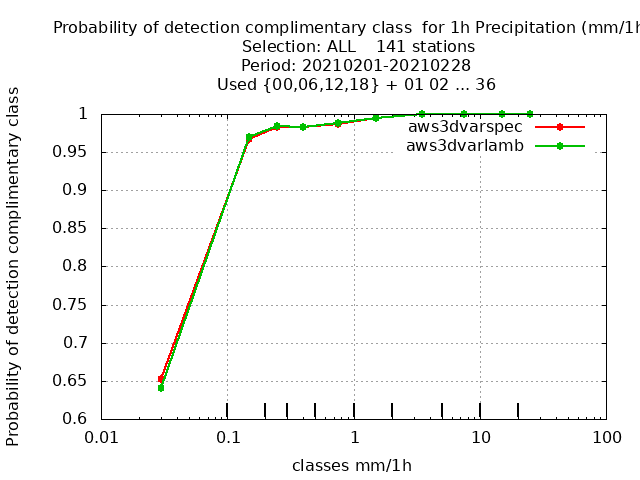 Probability of detection complimentary class  for 1h Precipitation (mm/1h
Selection: ALL    141 stations
Period: 20210201-20210228
Used {00,06,12,18} + 01 02 ... 36
Probability of detection complimentary class
1
0.95
0.9
0.85
0.8
0.75
0.7
0.65
0.6
aws3dvarspec
aws3dvarlamb
0.01
0.1
1
10
100
classes mm/1h